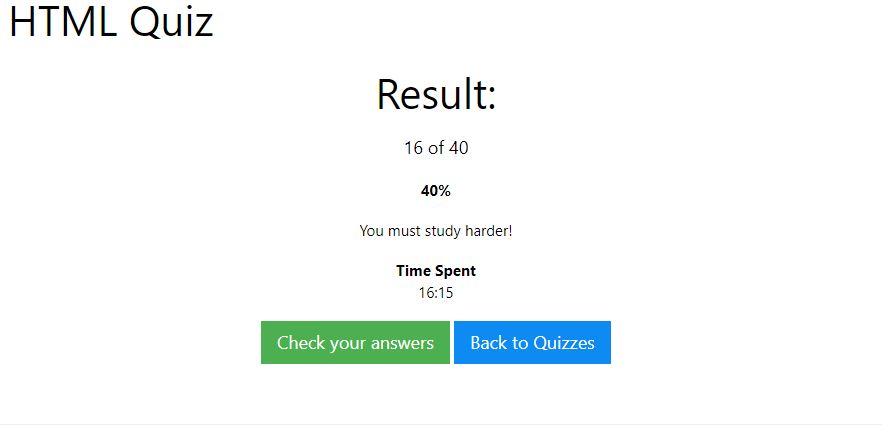 HTML Quiz
Result:
16 of 40
40%
You must study harder!
Time Spent
16:15
Check your answers Back to Quizzes